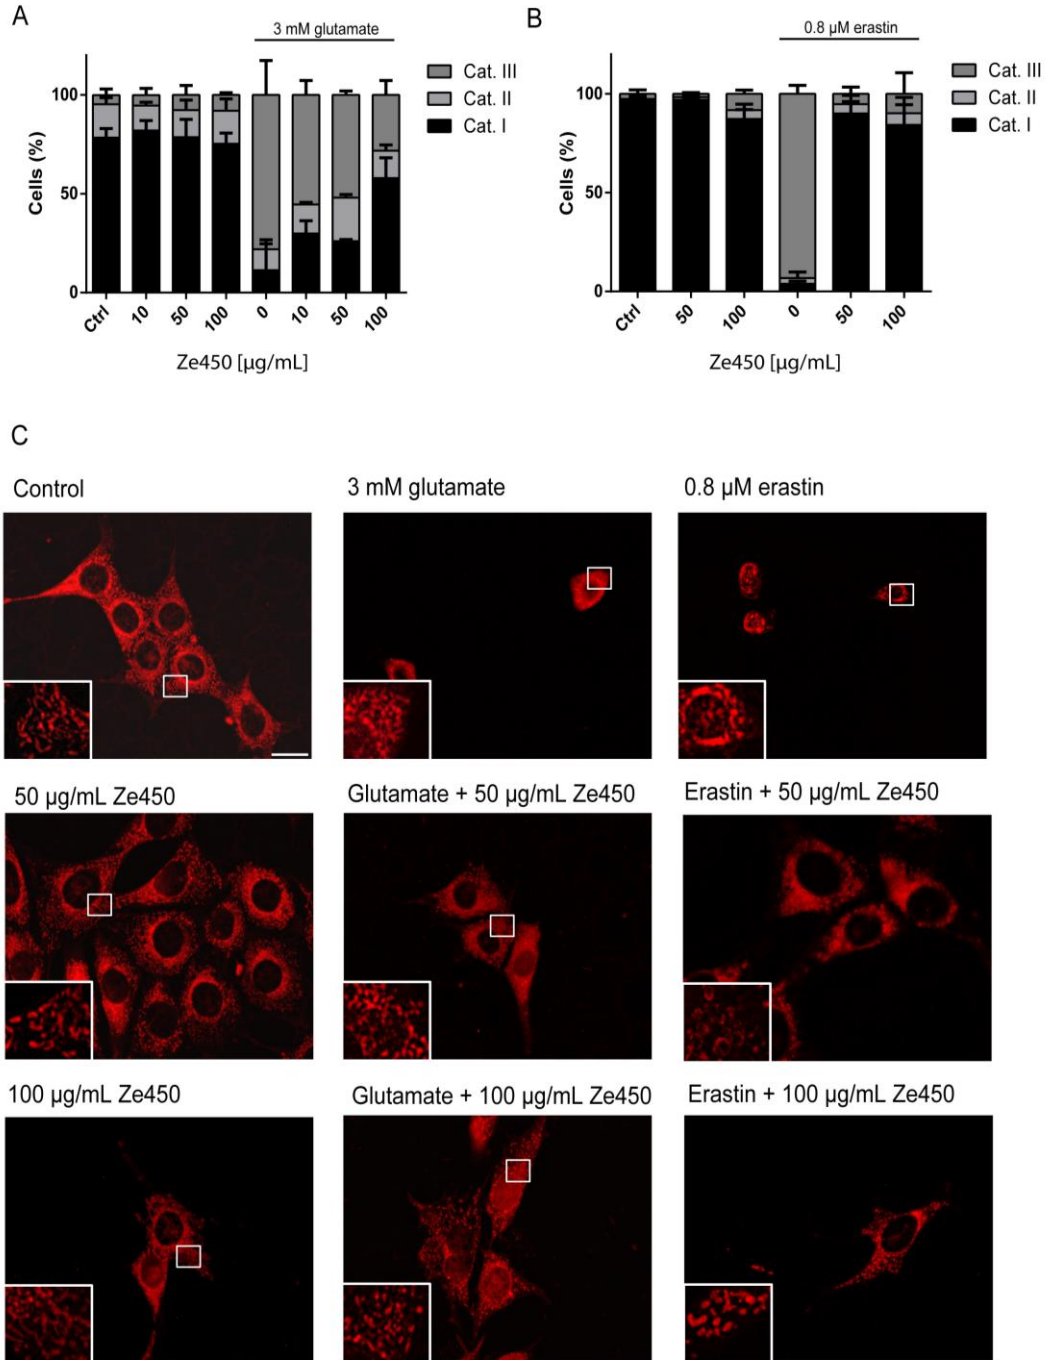 A
3 mM glutamate
Cat. III
Cat. II
Cat. I
Cells (%)
100
50
0
Ctrl 10 50 100 0 10 50 100
Ze450 [µg/mL]
B
0.8 µM erastin
Cat. III
Cat. II
Cat. I
Cells (%)
100
50
0
Ctrl 50 100 0 50 100
Ze450 [µg/mL]
C
Control
3 mM glutamate
0.8 µM erastin
50 µg/mL Ze450
Glutamate + 50 µg/mL Ze450
Erastin + 50 µg/mL Ze450
100 µg/mL Ze450
Glutamate + 100 µg/mL Ze450
Erastin + 100 µg/mL Ze450